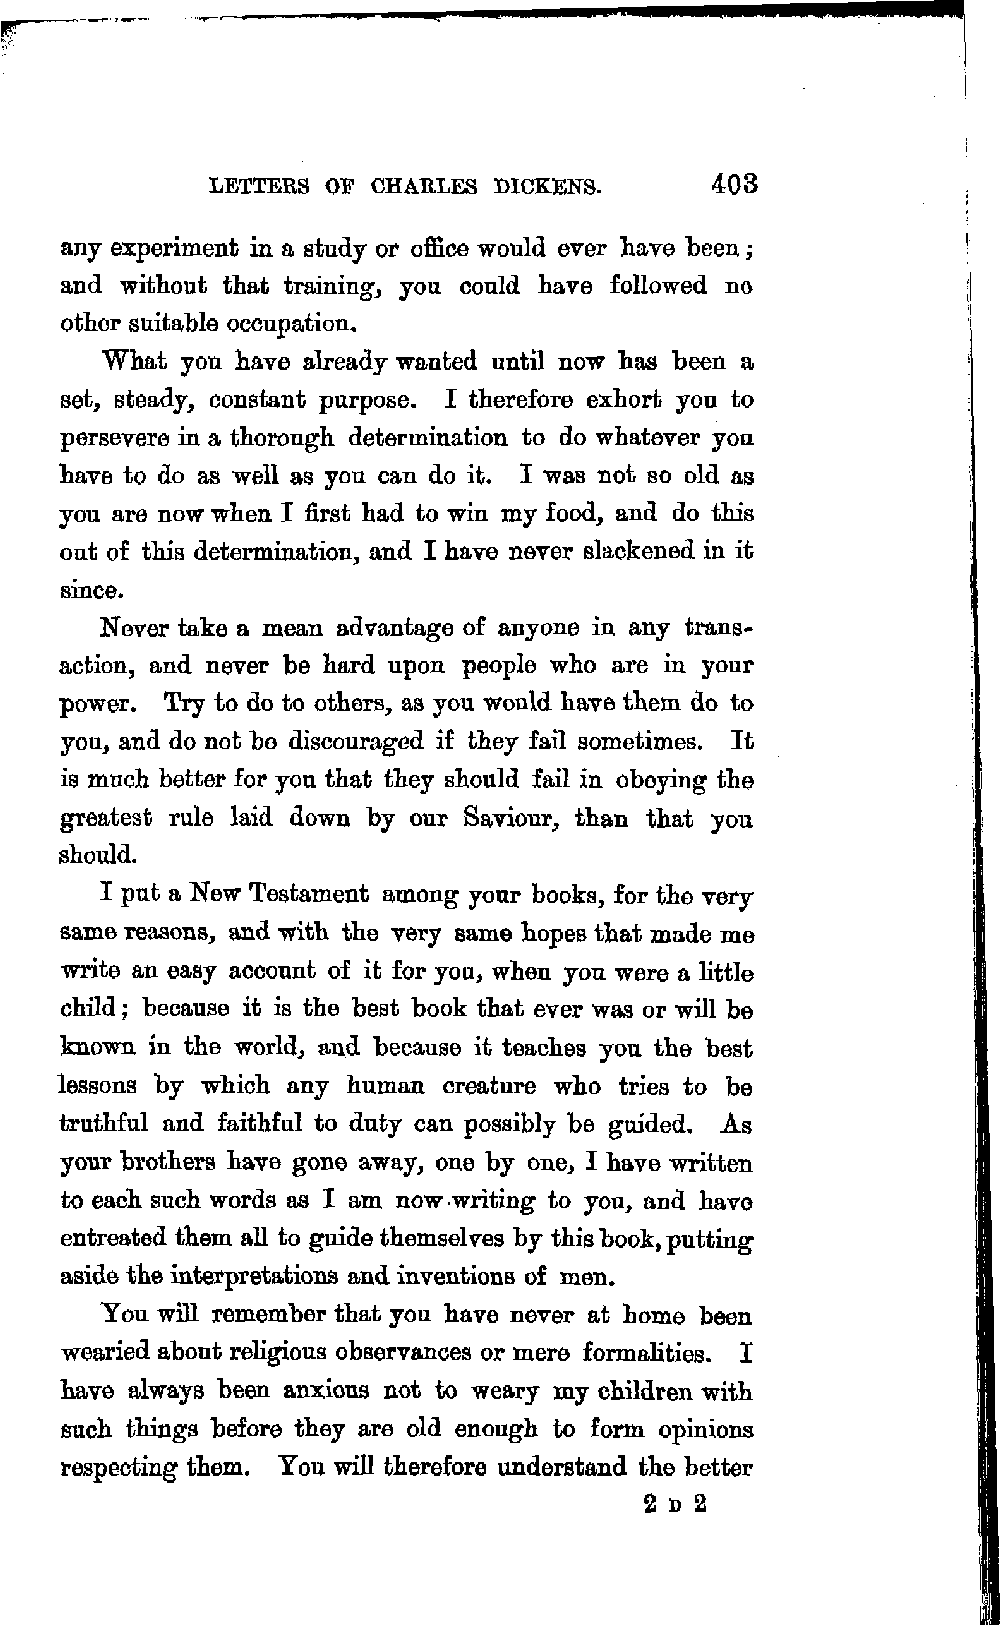 LETTERS OF CHARLES DICKENS. 403
any experiment in a study or office would ever have been;
and without that training, you could have followed no
other suitable occupation.
What you have already wanted until now has been a
set, steady, constant purpose. I therefore exhort you to
persevere in a thorough determination to do whatever you
have to do as well as you can do it. I was not so old as
you are now when I first had to win my food, and do this
out of this determination, and I have never slackened in it
since.
Never take a mean advantage of anyone in any trans-
action, and never be hard upon people who are in your
power. Try to do to others, as you would have them do to
you, and do not be discouraged if they fail sometimes. It
is much better for you that they should fail in obeying the
greatest rule laid down by our Saviour, than that you
should.
I put a New Testament among your books, for the very
same reasons, and with the very same hopes that made me
write an easy account of it for you, when you were a little
child; because it is the best book that ever was or will be
known in the world, and because it teaches you the best
lessons by which any human creature who tries to be
truthful and faithful to duty can possibly be guided. As
your brothers have gone away, one by one, I have written
to each such words as I am now writing to you, and have
entreated them all to guide themselves by this book, putting
aside the interpretations and inventions of men.
You will remember that you have never at home been
wearied about religious observances or mere formalities. I
have always been anxious not to weary my children with
such things before they are old enough to form opinions
respecting them. You will therefore understand the better
2 D 2